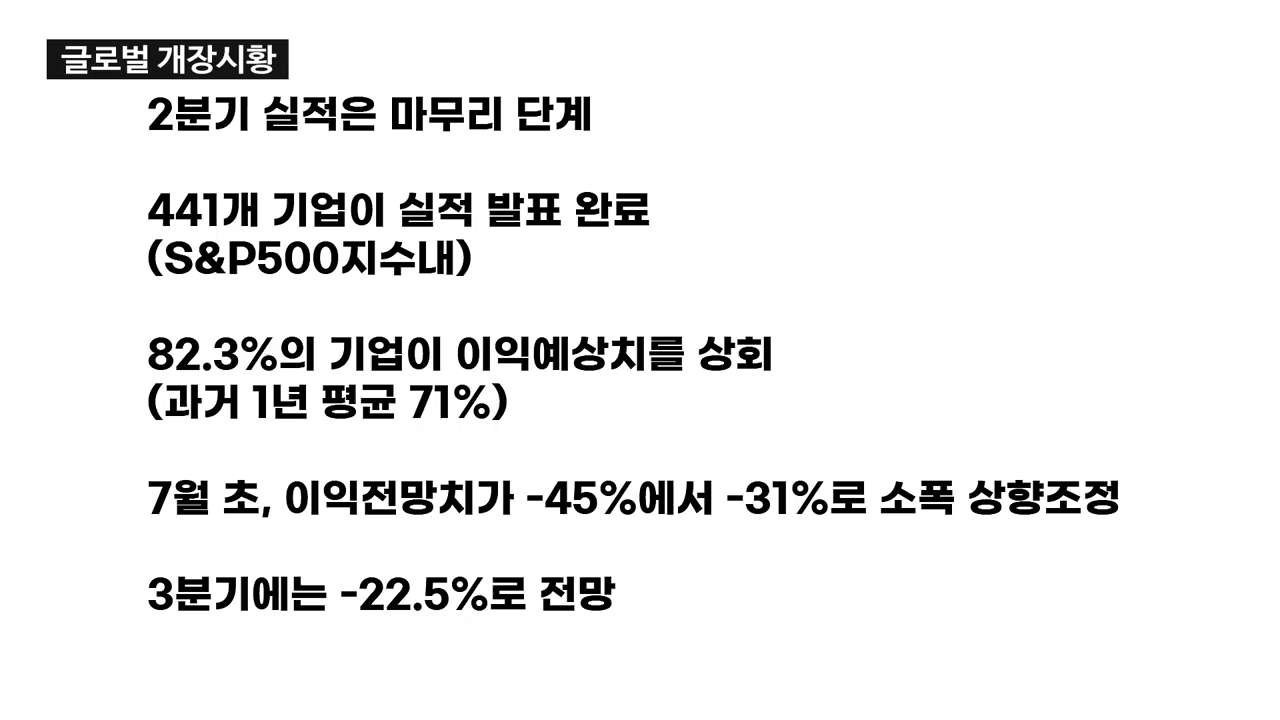 글로벌 개장시황
2분기 실적은 마무리 단계
441개 기업이 실적 발표 완료
(S&P500지수내)
82.3%의 기업이 이익예상치를 상회
(과거 1년 평균 71%)
7월 초, 이익전망치가 -45%에서 -31%로 소폭 상향조정
3분기에는 -22.5%로 전망